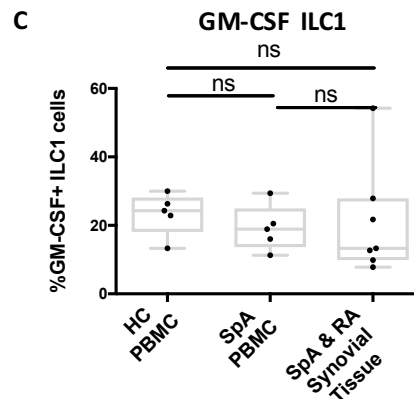 C
GM-CSF ILC1
ns
ns
ns
%GM-CSF+ ILC1 cells
60
40
20
0
HC
PBMC
SpA
PBMC
SpA & RA
Synovial
Tissue